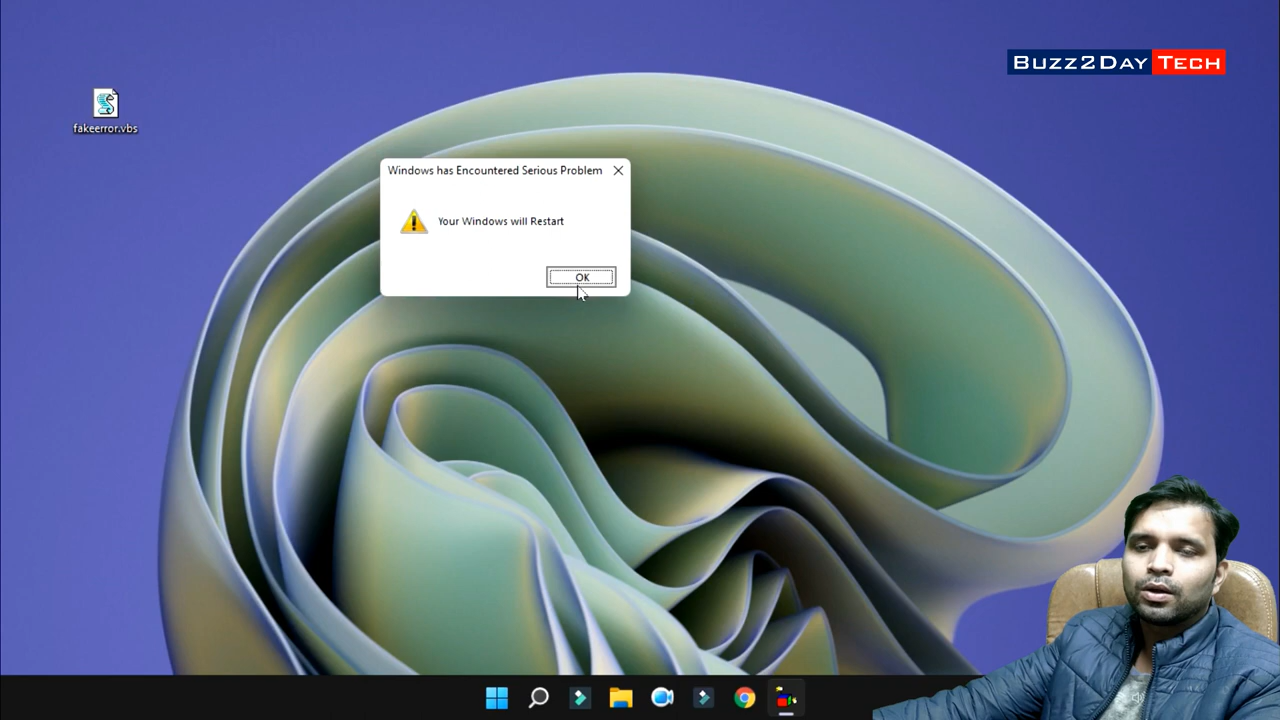 Buzz2Day Tech
fakeerror.vbs
Windows has Encountered Serious Problem
Your Windows will Restart
OK